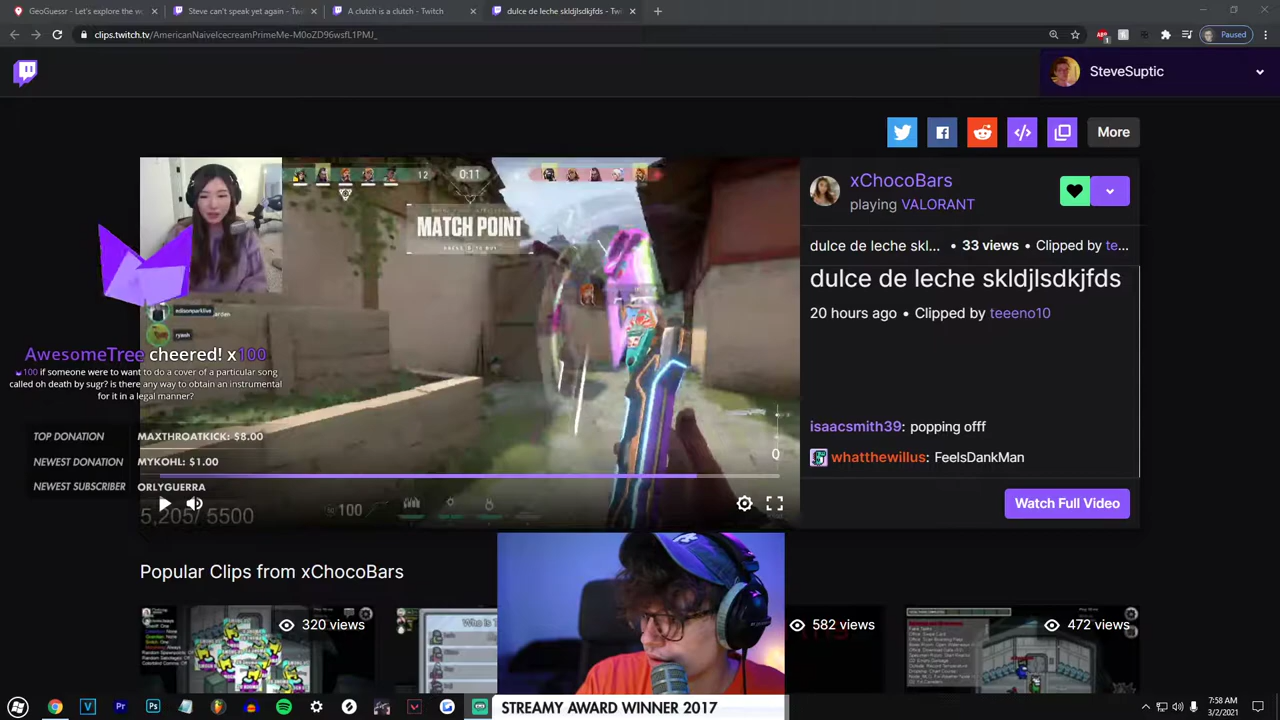 GeoGuessr - Let's explore the w
Steve can't speak yet again - Twitch
A clutch is a clutch - Twitch
dulce de leche skldjlsdkjfds - Tw
clips.twitch.tv/AmericanNaiveIcecreamPrimeMe-M0oZD96wsfL1PMJ_
Paused
SteveSuptic
More
12
0:11
MATCH POINT
xChocoBars
playing VALORANT
dulce de leche skl... • 33 views • Clipped by te...
dulce de leche skldjlsdkjfds
20 hours ago • Clipped by teeeno10
edisonparklive
ryanh
AwesomeTree cheered! x100
100 if someone were to want to do a cover of a particular song
called oh death by sugr? is there any way to obtain an instrumental
for it in a legal manner?
TOP DONATION MAXTHROATKICK: $8.00
NEWEST DONATION MYKOHL: $1.00
NEWEST SUBSCRIBER ORLYGUERRA
5,205/ 5500
100
Q
isaacsmith39: popping offf
whatthewillus: FeelsDankMan
Watch Full Video
Popular Clips from xChocoBars
320 views
582 views
472 views
STREAMY AWARD WINNER 2017
7:58 AM
3/2/2021